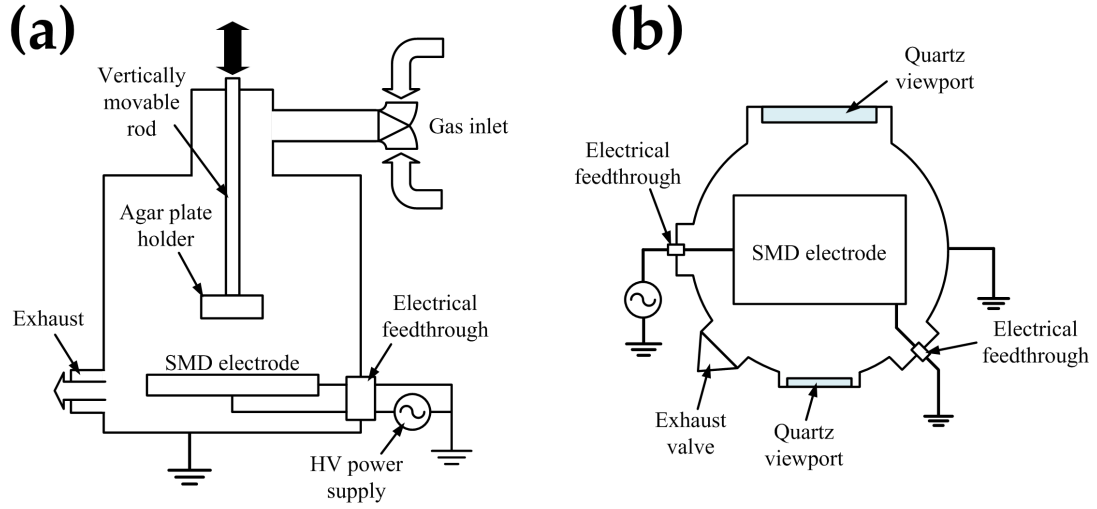 (a)
Vertically
movable
rod
Gas inlet
Agar plate
holder
Exhaust
Electrical
feedthrough
SMD electrode
HV power
supply
(b)
Quartz
viewport
Electrical
feedthrough
SMD electrode
Electrical
feedthrough
Exhaust
valve
Quartz
viewport